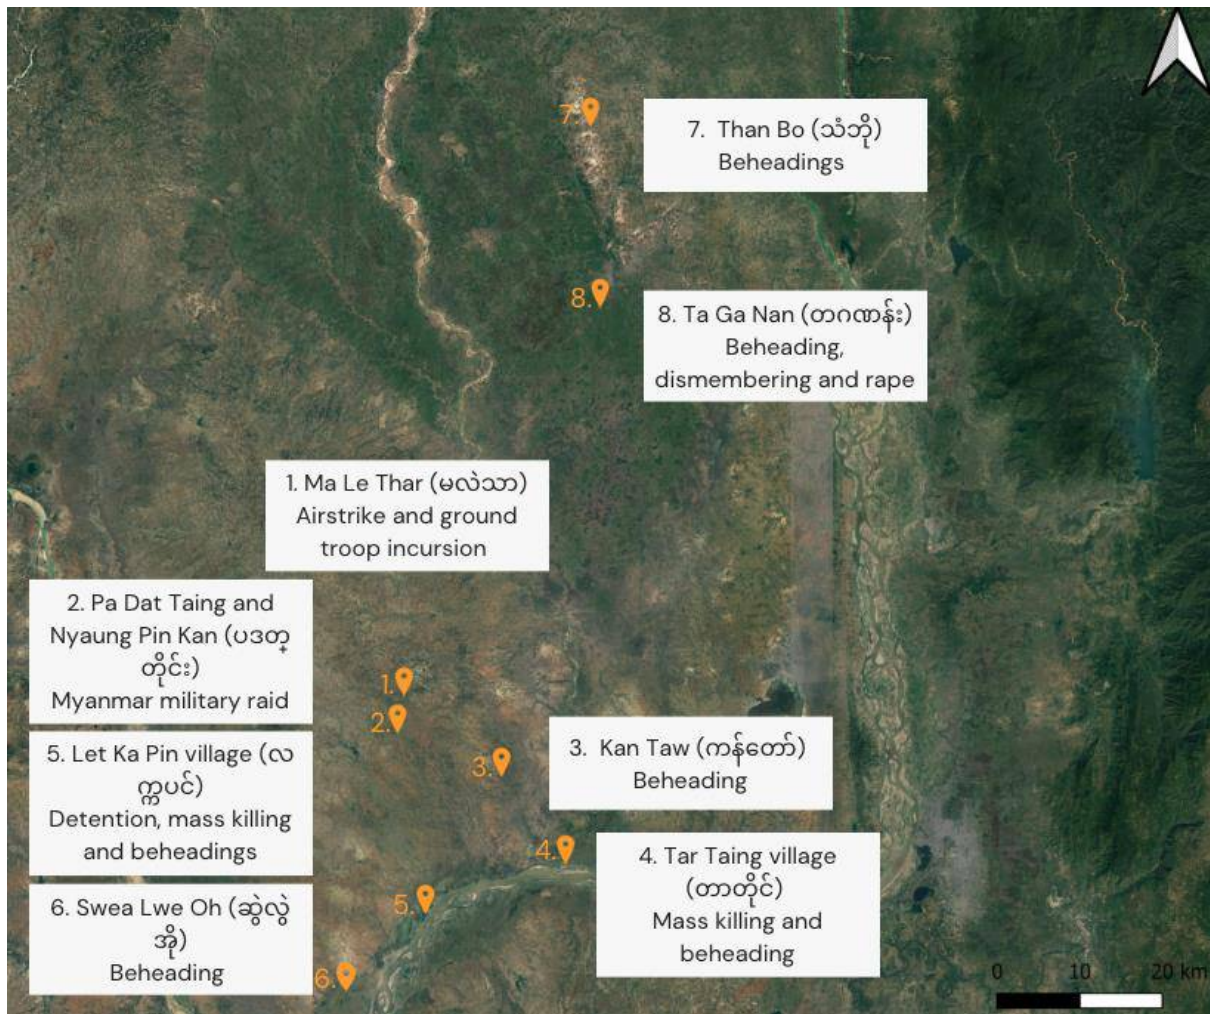 7.
7. Than Bo (သံဘို)
Beheadings
8.
8. Ta Ga Nan (တဂဏန်း)
Beheading,
dismembering and rape
1. Ma Le Thar (မလဲသာ)
Airstrike and ground
troop incursion
2. Pa Dat Taing and
Nyaung Pin Kan (ပဒတ္
တိုင်း)
Myanmar military raid
1.
2.
3.
3. Kan Taw (ကန်တော်)
Beheading
5. Let Ka Pin village (လ
က္ကပင်)
Detention, mass killing
and beheadings
4.
4. Tar Taing village
(တာတိုင်)
Mass killing and
beheading
5.
6. Swea Lwe Oh (ဆွဲလွဲ
အို)
Beheading
6.
0 10 20 km